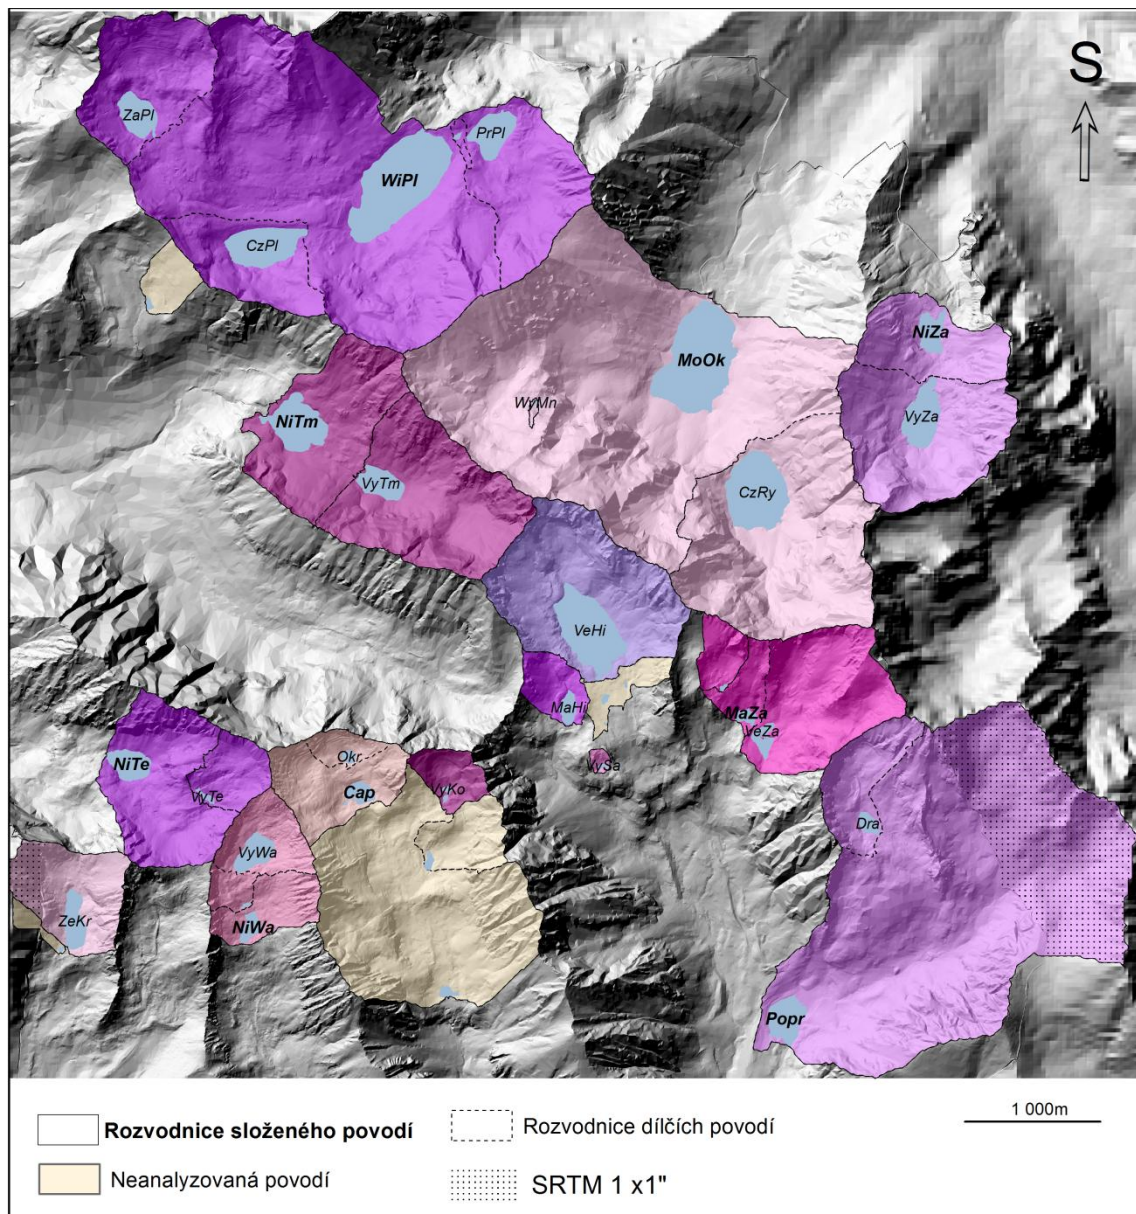 S
ZaPl
PrPl
WiPl
CzPl
NiZa
MoOk
VyZa
WyMn
NiTm
VyTm
CzRy
VeHi
MaHi
MaZa
VeZa
VySa
NiTe
Okr
VyTe
Cap
VyKo
Dra
VyWa
ZeKr
NiWa
Popr
Rozvodnice složeného povodí
Rozvodnice dílčích povodí
1 000m
Neanalyzovaná povodí
SRTM 1 x1"